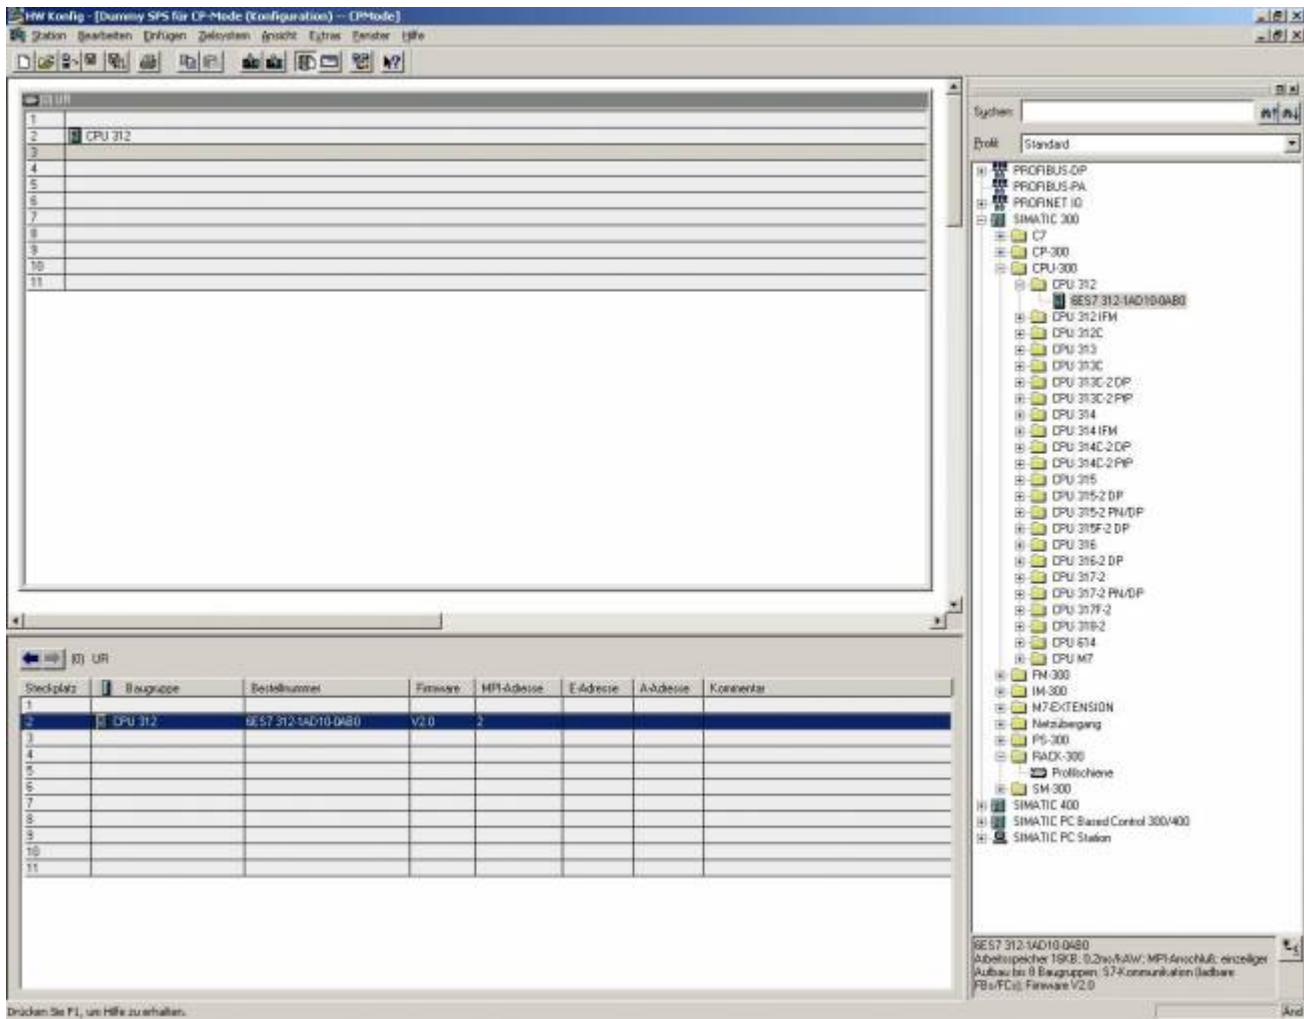 HW Konfig - [Dummy SPS für CP-Mode (Konfiguration) -- CPMode]
Station Bearbeiten Einfügen Zielsystem Ansicht Extras Fenster Hilfe
(0) UR
1
2 CPU 312
3
4
5
6
7
8
9
10
11
(0) UR
Steckplatz Baugruppe Bestellnummer Firmware MPI-Adresse E-Adresse A-Adresse Kommentar
1
2 CPU 312 6ES7 312-1AD10-0AB0 V2.0 2
3
4
5
6
7
8
9
10
11
Suchen:
Profil: Standard
PROFIBUS-DP
PROFIBUS-PA
PROFINET IO
SIMATIC 300
C7
CP-300
CPU-300
CPU 312
6ES7 312-1AD10-0AB0
CPU 312 IFM
CPU 312C
CPU 313
CPU 313C
CPU 313C-2 DP
CPU 313C-2 PtP
CPU 314
CPU 314 IFM
CPU 314C-2 DP
CPU 314C-2 PtP
CPU 315
CPU 315-2 DP
CPU 315-2 PN/DP
CPU 315F-2 DP
CPU 316
CPU 316-2 DP
CPU 317-2
CPU 317-2 PN/DP
CPU 317F-2
CPU 318-2
CPU 614
CPU M7
FM-300
IM-300
M7-EXTENSION
Netzübergang
PS-300
RACK-300
Profilschiene
SM-300
SIMATIC 400
SIMATIC PC Based Control 300/400
SIMATIC PC Station
6ES7 312-1AD10-0AB0
Arbeitsspeicher 16KB; 0,2ms/kAW; MPI-Anschluß; einzeiliger
Aufbau bis 8 Baugruppen; S7-Kommunikation (ladbare
FBs/FCs); Firmware V2.0
Drücken Sie F1, um Hilfe zu erhalten.
Änd